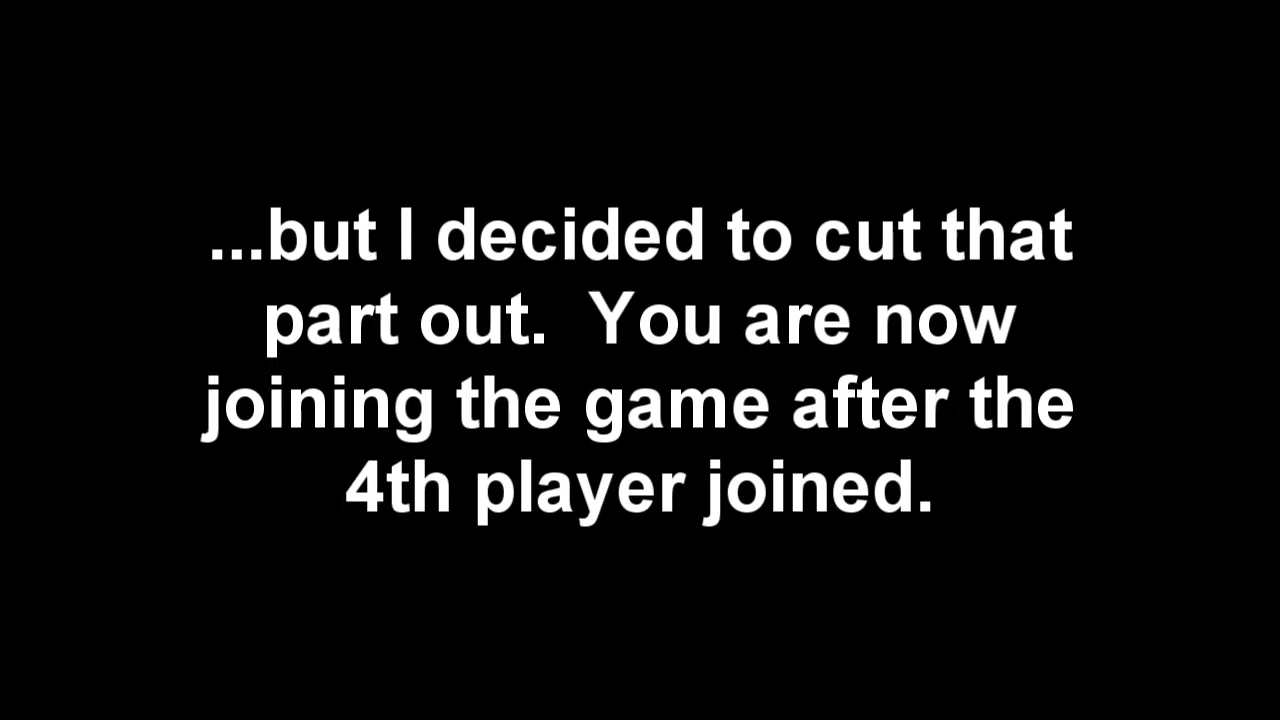 ...but I decided to cut that
part out.  You are now
joining the game after the
4th player joined.